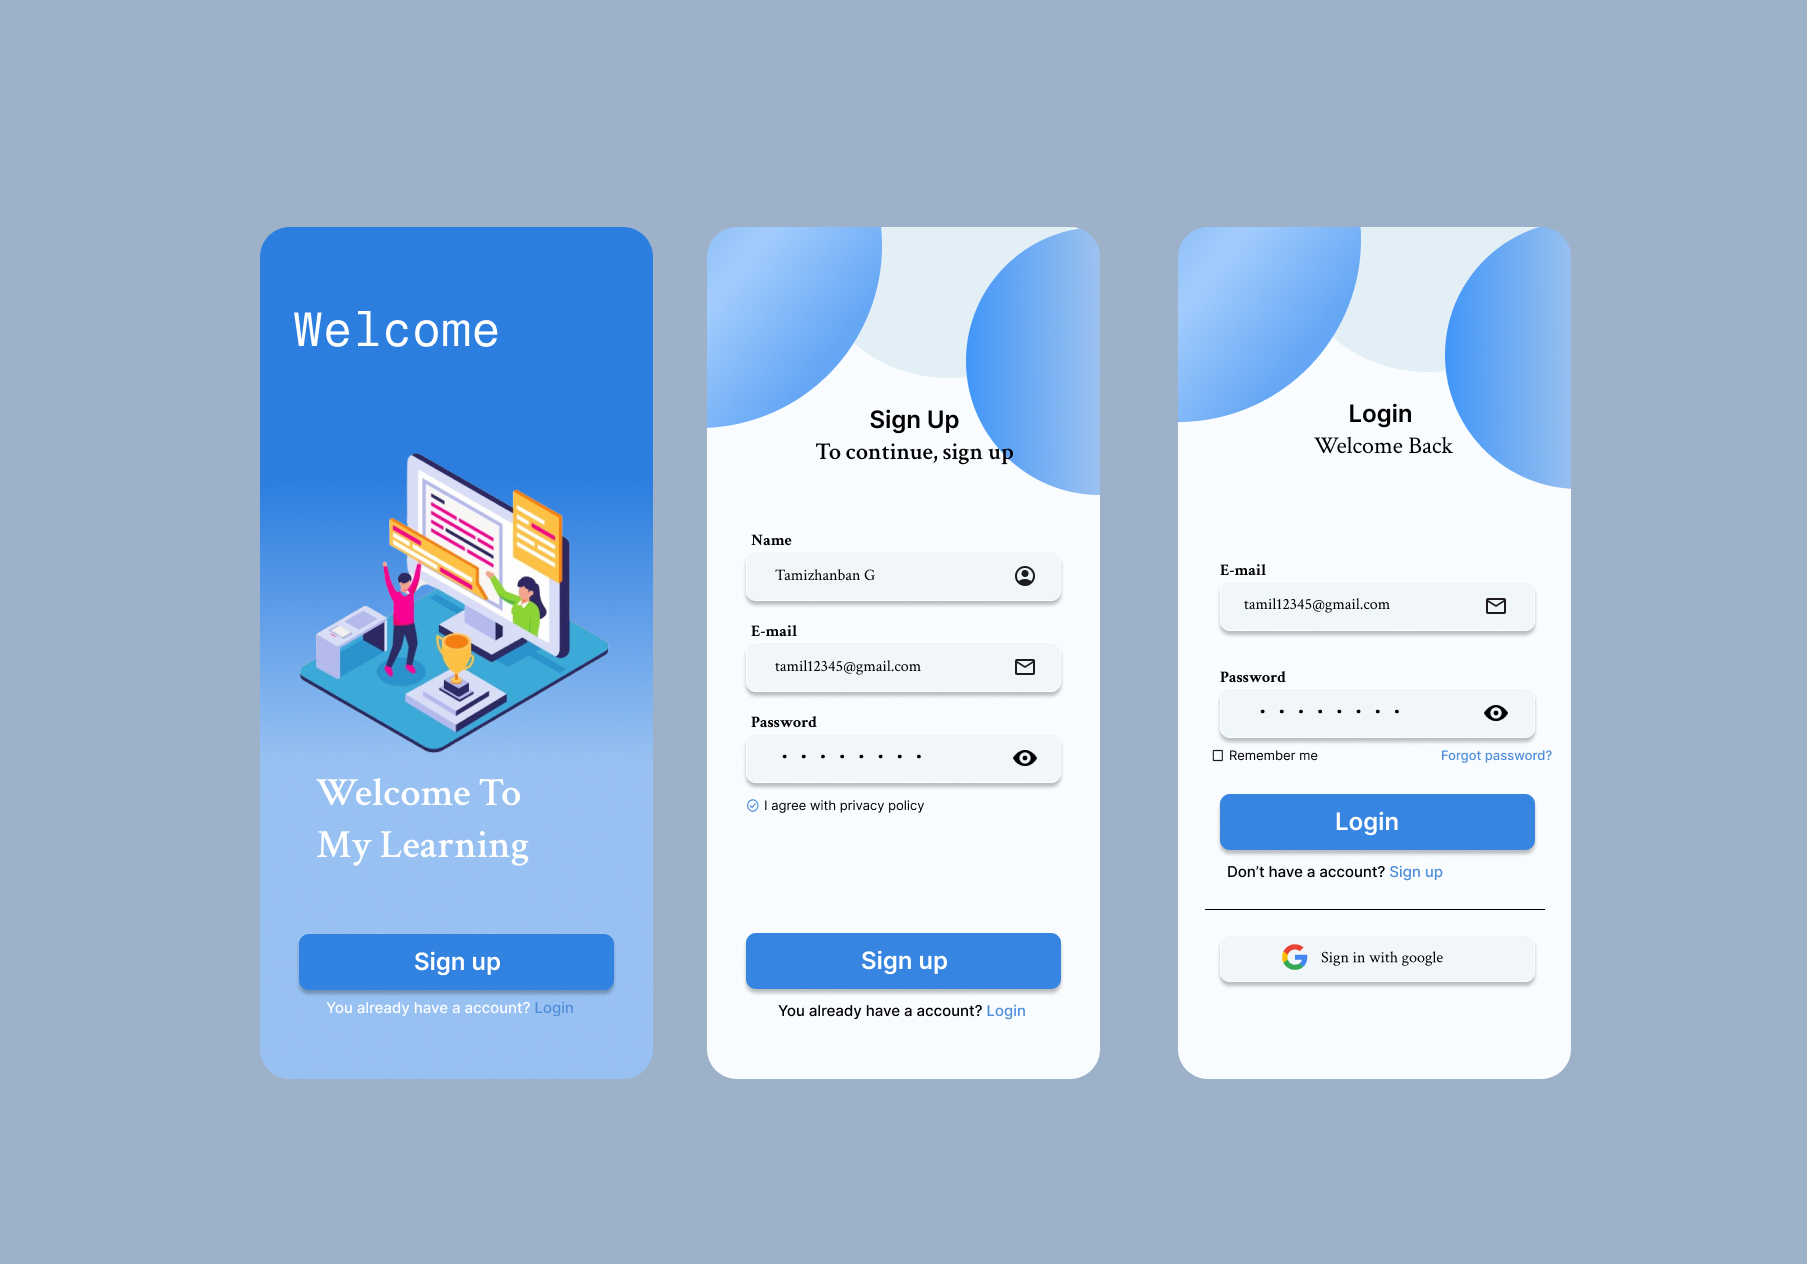 Welcome
Welcome To
My Learning
Sign up
You already have a account? Login
Sign Up
To continue, sign up
Name
Tamizhanban G
E-mail
tamil12345@gmail.com
Password
• • • • • • • •
I agree with privacy policy
Sign up
You already have a account? Login
Login
Welcome Back
E-mail
tamil12345@gmail.com
Password
• • • • • • • •
Remember me Forgot password?
Login
Don’t have a account? Sign up
Sign in with google